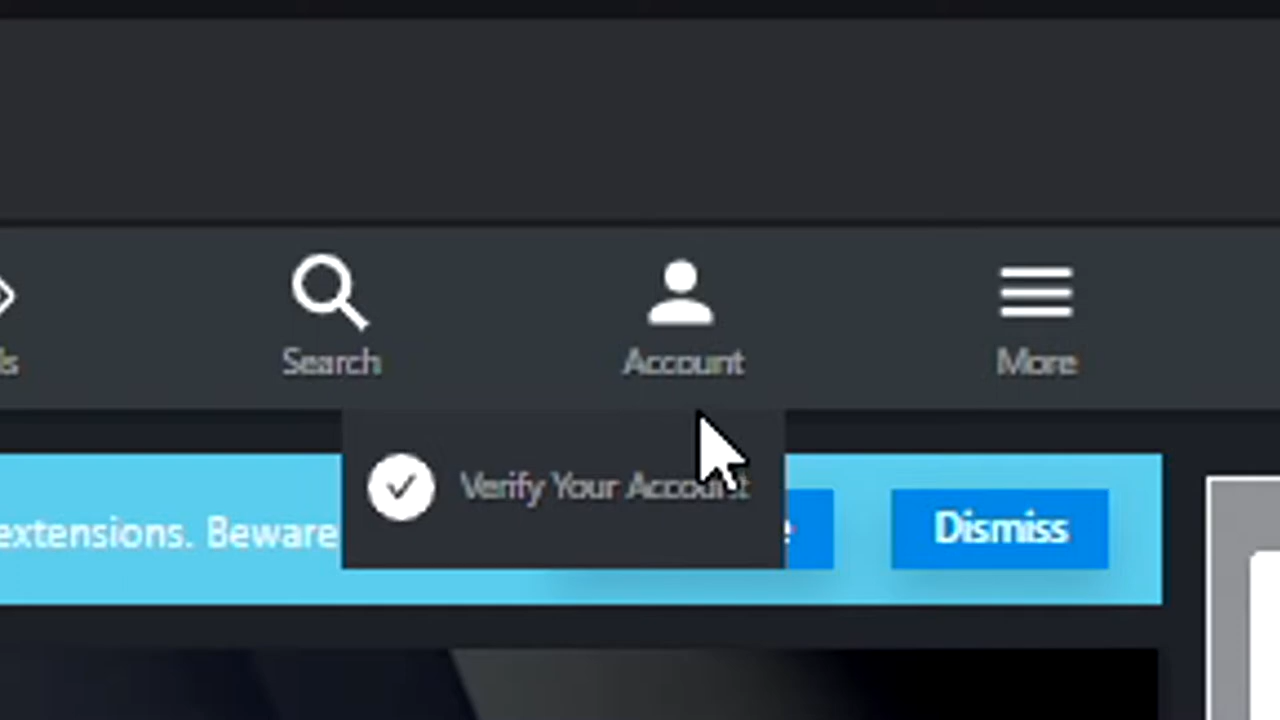 Search
Account
More
Verify Your Account
extensions. Beware
Dismiss